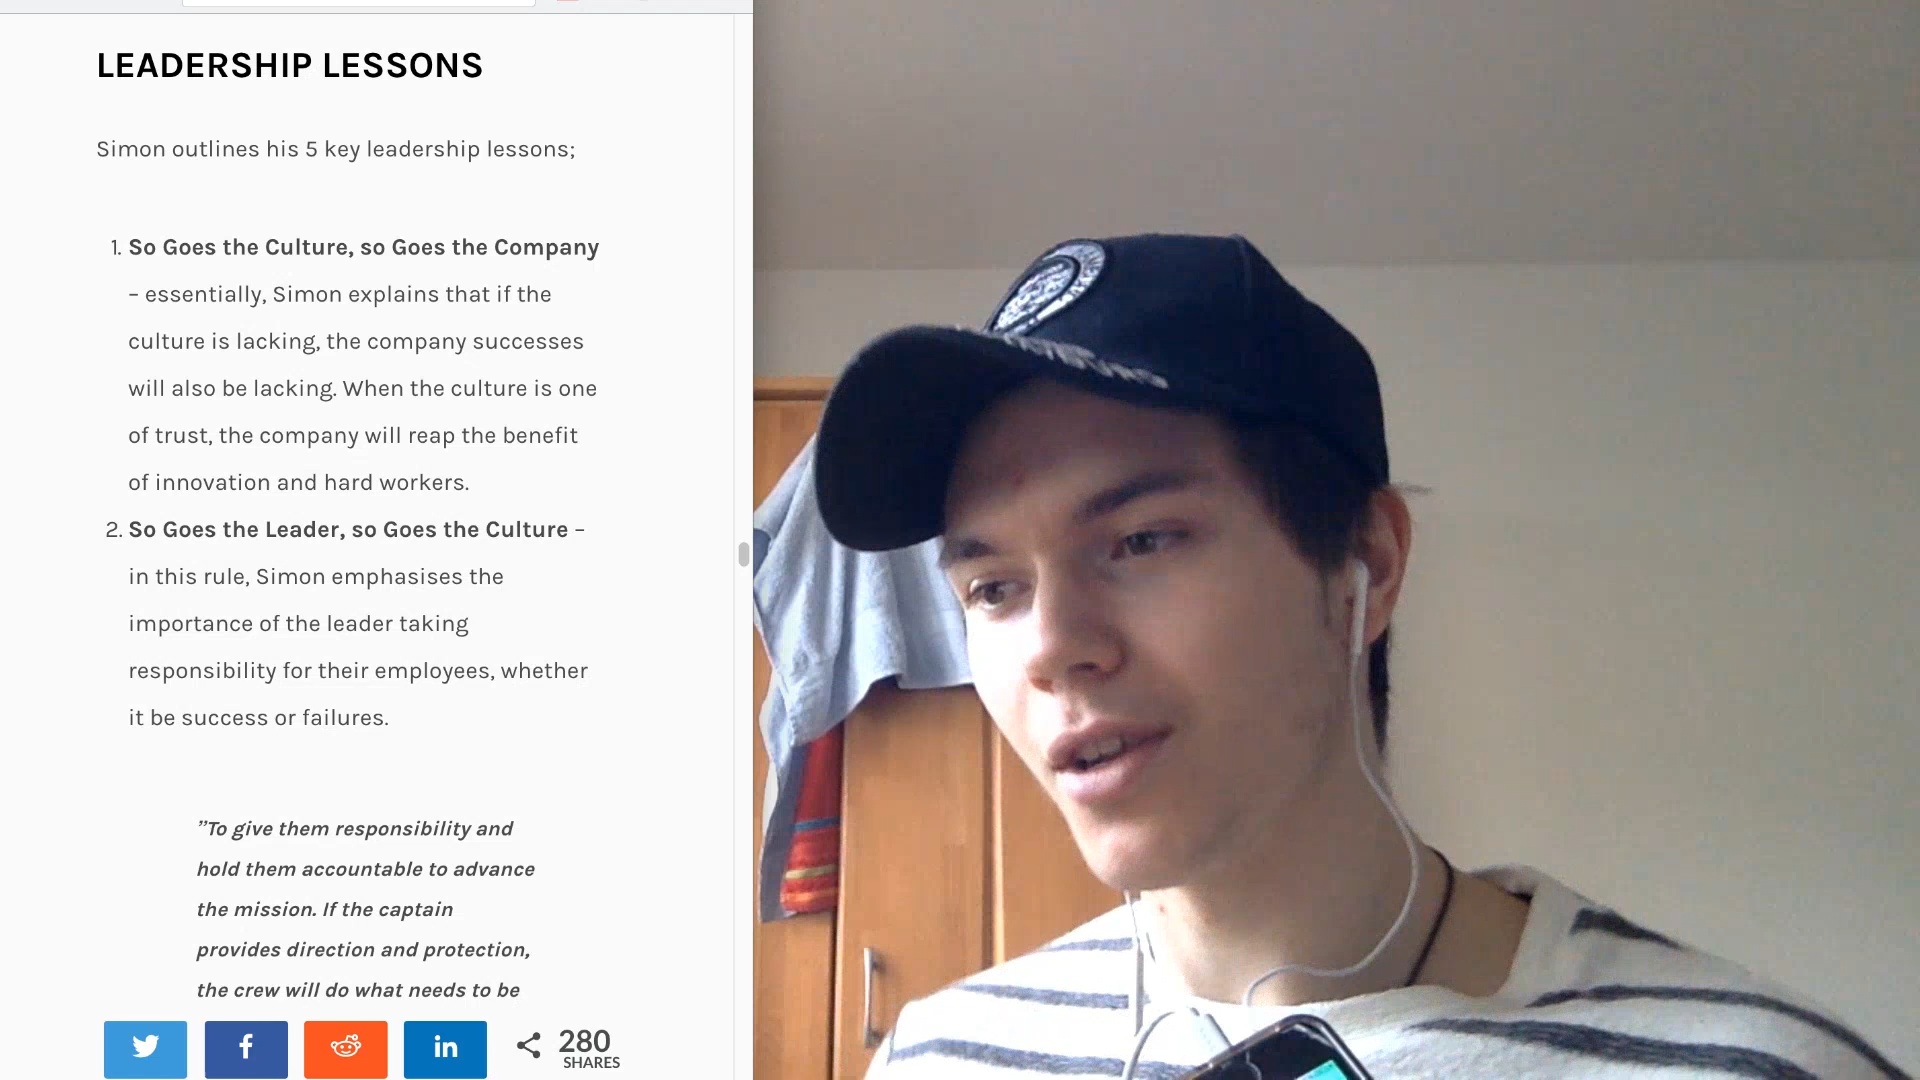 LEADERSHIP LESSONS
Simon outlines his 5 key leadership lessons;
1. So Goes the Culture, so Goes the Company
– essentially, Simon explains that if the
culture is lacking, the company successes
will also be lacking. When the culture is one
of trust, the company will reap the benefit
of innovation and hard workers.
2. So Goes the Leader, so Goes the Culture –
in this rule, Simon emphasises the
importance of the leader taking
responsibility for their employees, whether
it be success or failures.
”To give them responsibility and
hold them accountable to advance
the mission. If the captain
provides direction and protection,
the crew will do what needs to be
280
SHARES